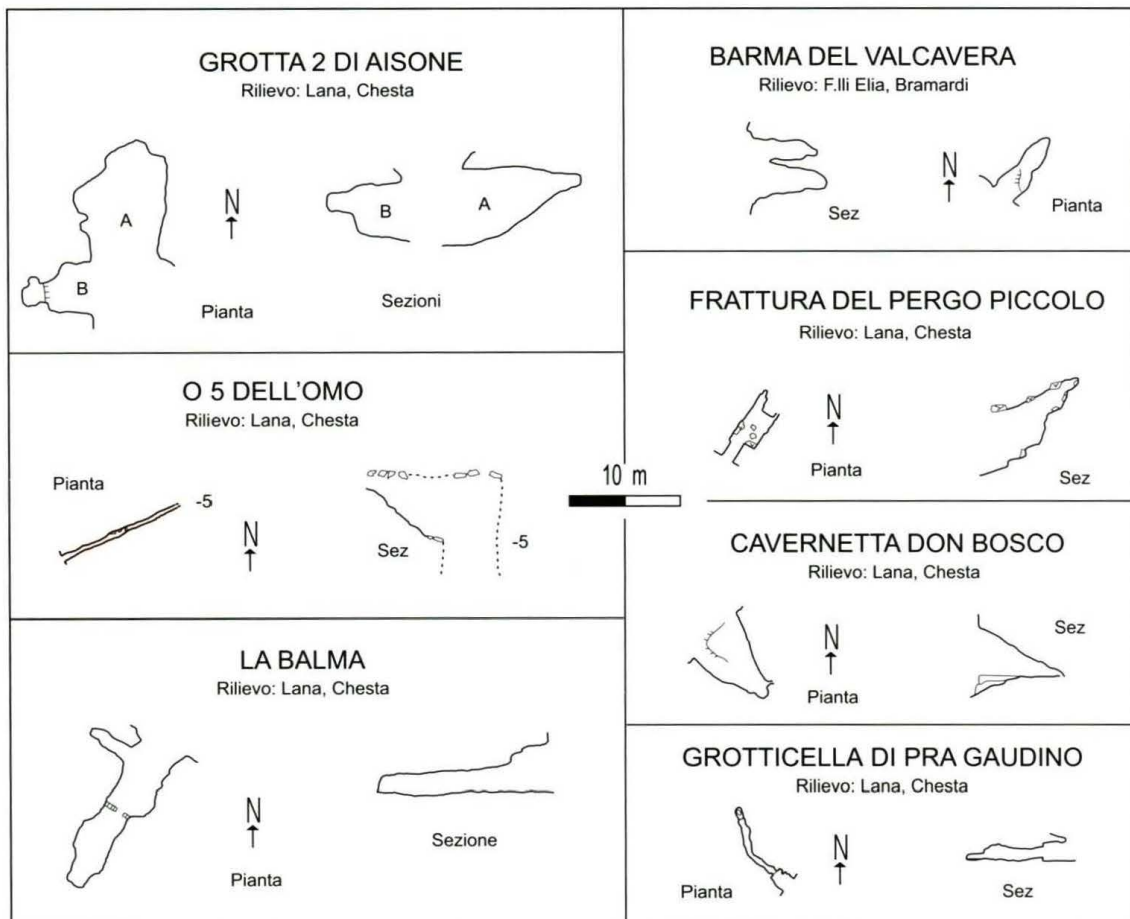 GROTTA 2 DI AISONE
Rilievo: Lana, Chesta
A
B
N
Pianta
B
A
Sezioni
O 5 DELL'OMO
Rilievo: Lana, Chesta
Pianta
-5
N
Sez
-5
LA BALMA
Rilievo: Lana, Chesta
N
Pianta
Sezione
10 m
BARMA DEL VALCAVERA
Rilievo: F.lli Elia, Bramardi
Sez
N
Pianta
FRATTURA DEL PERGO PICCOLO
Rilievo: Lana, Chesta
N
Pianta
Sez
CAVERNETTA DON BOSCO
Rilievo: Lana, Chesta
N
Pianta
Sez
GROTTICELLA DI PRA GAUDINO
Rilievo: Lana, Chesta
Pianta
N
Sez